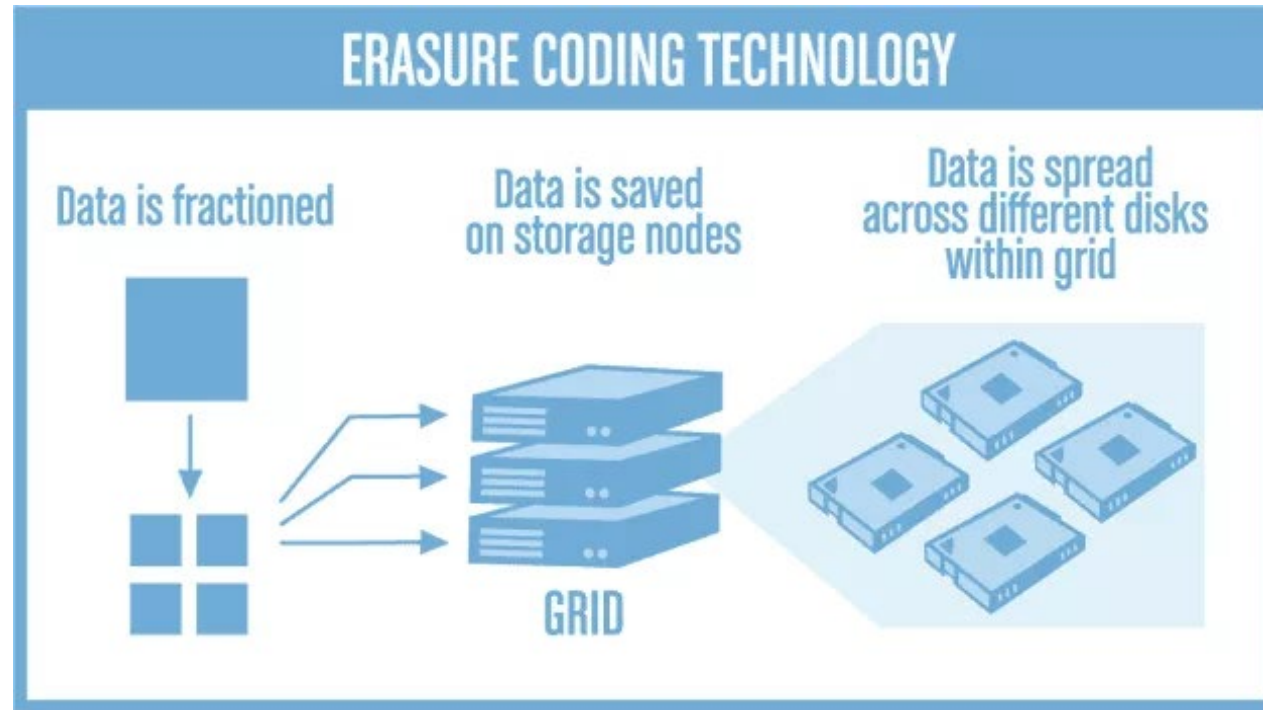 ERASURE CODING TECHNOLOGY
Data is fractioned
Data is saved
on storage nodes
Data is spread
across different disks
within grid
GRID